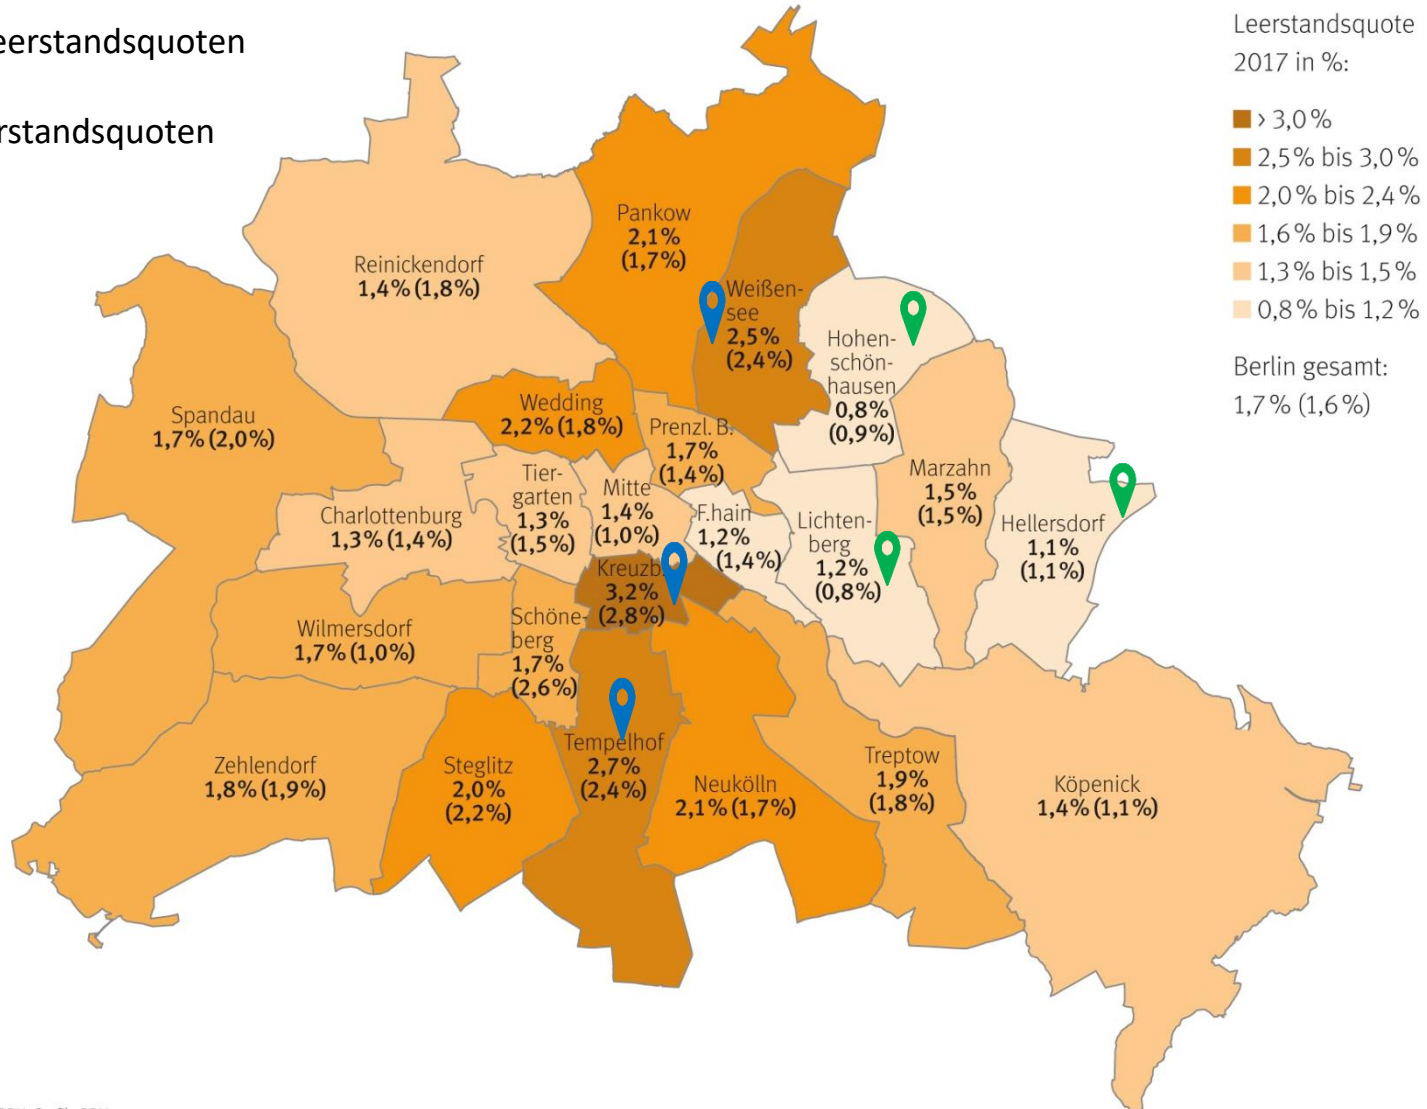 eerstandsquoten
rstandsquoten
Leerstandsquote
2017 in %:
> 3,0 %
2,5 % bis 3,0 %
2,0 % bis 2,4 %
1,6 % bis 1,9 %
1,3 % bis 1,5 %
0,8 % bis 1,2 %
Berlin gesamt:
1,7 % (1,6 %)
Pankow
2,1 %
(1,7 %)
Reinickendorf
1,4 % (1,8 %)
Weißen-
see
2,5 %
(2,4 %)
Hohen-
schön-
hausen
0,8 %
(0,9 %)
Spandau
1,7 % (2,0 %)
Wedding
2,2 % (1,8 %)
Prenzl. B.
1,7 %
(1,4 %)
Marzahn
1,5 %
(1,5 %)
Tier-
garten
1,3 %
(1,5 %)
Mitte
1,4 %
(1,0 %)
F.hain
1,2 %
(1,4 %)
Lichten-
berg
1,2 %
(0,8 %)
Hellersdorf
1,1 %
(1,1 %)
Charlottenburg
1,3 % (1,4 %)
Kreuzb.
3,2 %
(2,8 %)
Wilmersdorf
1,7 % (1,0 %)
Schöne-
berg
1,7 %
(2,6 %)
Zehlendorf
1,8 % (1,9 %)
Steglitz
2,0 %
(2,2 %)
Tempelhof
2,7 %
(2,4 %)
Neukölln
2,1 % (1,7 %)
Treptow
1,9 %
(1,8 %)
Köpenick
1,4 % (1,1 %)